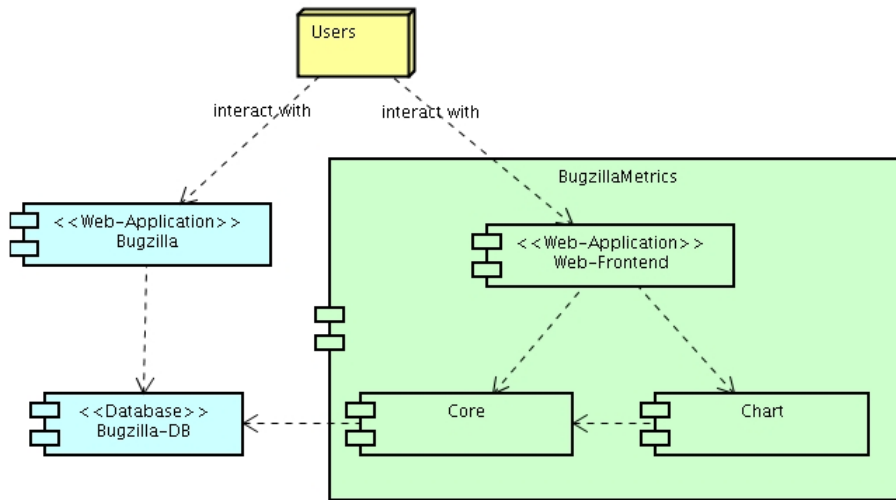 Users
interact with
interact with
BugzillaMetrics
<<Web-Application>>
Bugzilla
<<Web-Application>>
Web-Frontend
<<Database>>
Bugzilla-DB
Core
Chart